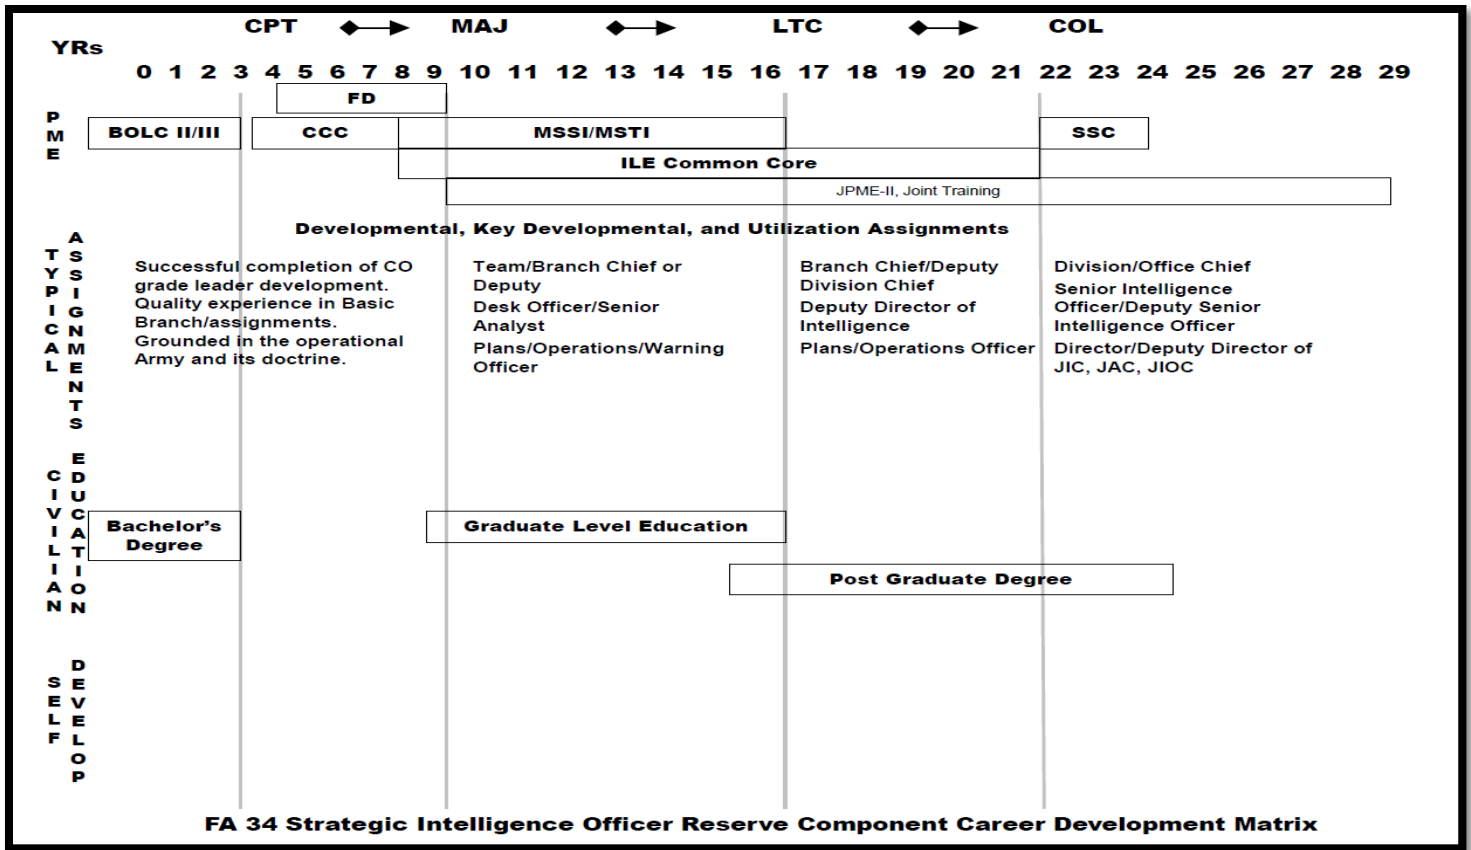 CPT MAJ LTC COL
YRs
0 1 2 3 4 5 6 7 8 9 10 11 12 13 14 15 16 17 18 19 20 21 22 23 24 25 26 27 28 29
FD
PME
BOLC II/III CCC MSSI/MSTI SSC
ILE Common Core
JPME-II, Joint Training
Developmental, Key Developmental, and Utilization Assignments
TYPICAL
ASSIGNMENTS
Successful completion of CO
grade leader development.
Quality experience in Basic
Branch/assignments.
Grounded in the operational
Army and its doctrine.
Team/Branch Chief or
Deputy
Desk Officer/Senior
Analyst
Plans/Operations/Warning
Officer
Branch Chief/Deputy
Division Chief
Deputy Director of
Intelligence
Plans/Operations Officer
Division/Office Chief
Senior Intelligence
Officer/Deputy Senior
Intelligence Officer
Director/Deputy Director of
JIC, JAC, JIOC
CIVILIAN
EDUCATION
Bachelor's
Degree
Graduate Level Education
Post Graduate Degree
SELF
DEVELOP
FA 34 Strategic Intelligence Officer Reserve Component Career Development Matrix